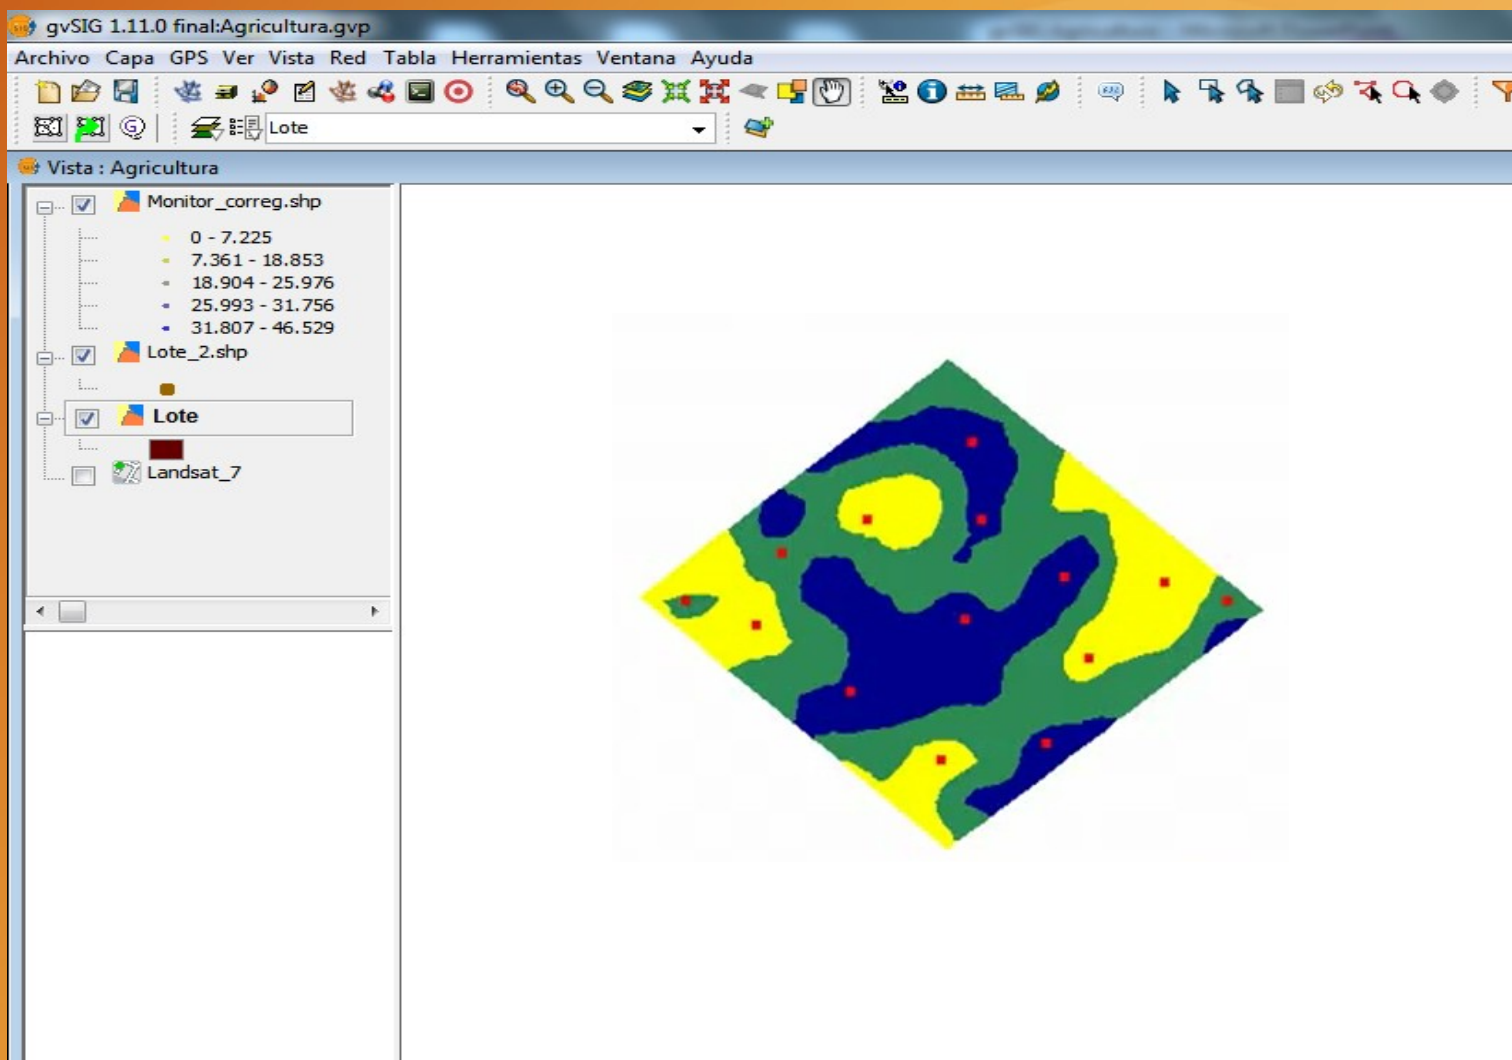 gvSIG 1.11.0 final:Agricultura.gvp
Archivo Capa GPS Ver Vista Red Tabla Herramientas Ventana Ayuda
Lote
Vista : Agricultura
Monitor_correg.shp
0 - 7.225
7.361 - 18.853
18.904 - 25.976
25.993 - 31.756
31.807 - 46.529
Lote_2.shp
Lote
Landsat_7